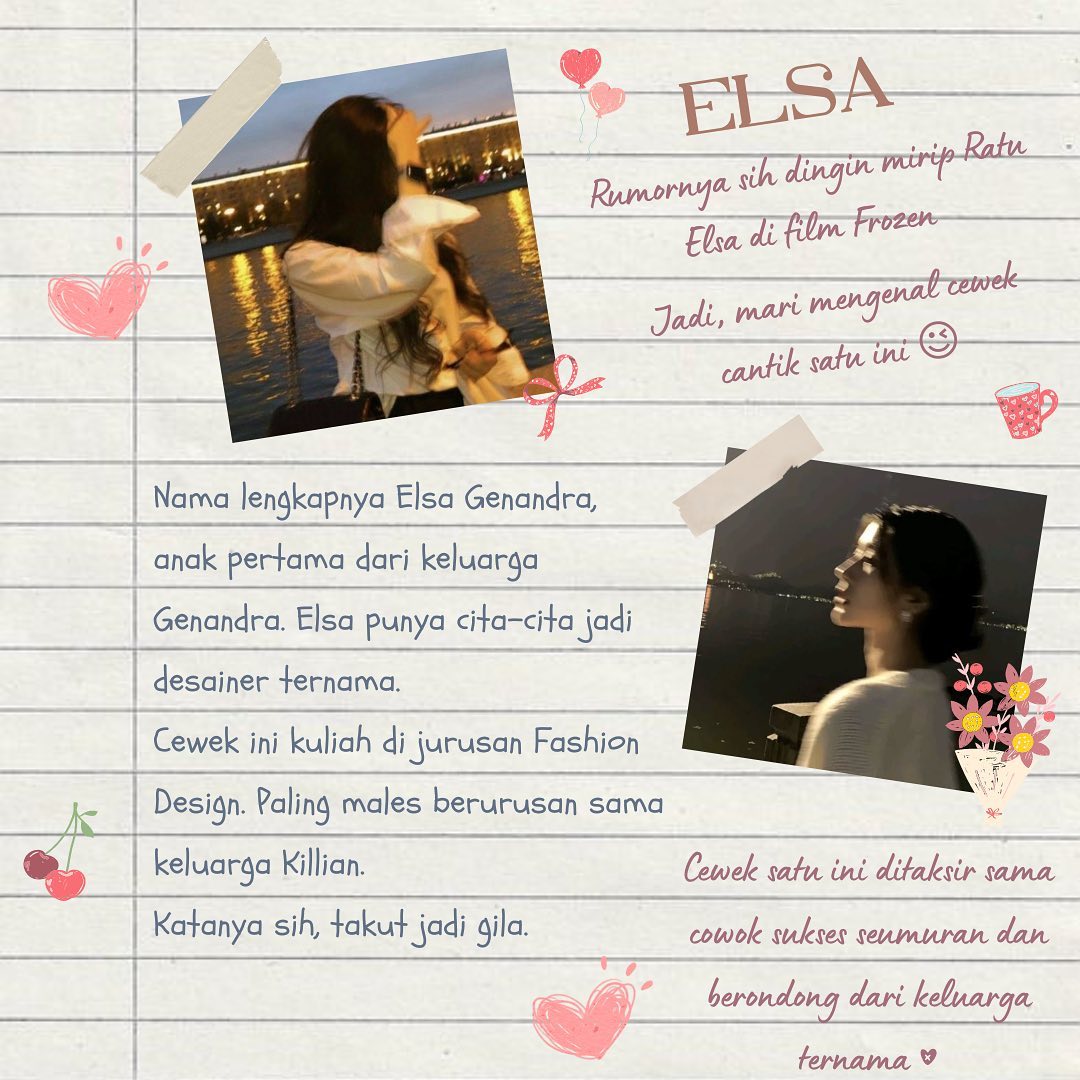 ELSA
Rumornya sih dingin mirip Ratu
Elsa di film Frozen
Jadi, mari mengenal cewek
cantik satu ini 😉
Nama lengkapnya Elsa Genandra,
anak pertama dari keluarga
Genandra. Elsa punya cita-cita jadi
desainer ternama.
Cewek ini kuliah di jurusan Fashion
Design. Paling males berurusan sama
keluarga Killian.
Katanya sih, takut jadi gila.
Cewek satu ini ditaksir sama
cowok sukses seumuran dan
berondong dari keluarga
ternama